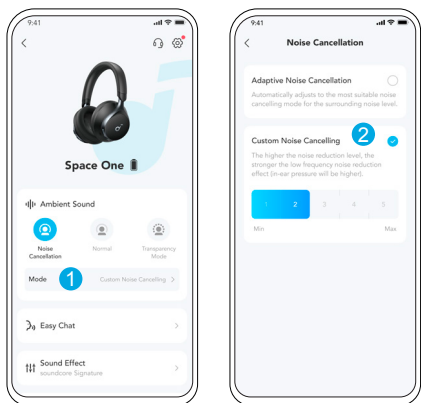 9:41
Space One
Ambient Sound
Noise
Cancellation
Normal
Transparency
Mode
Mode
1
Custom Noise Cancelling
Easy Chat
Sound Effect
soundcore Signature
9:41
Noise Cancellation
Adaptive Noise Cancellation
Automatically adjusts to the most suitable noise
cancelling mode for the surrounding noise level.
Custom Noise Cancelling
2
The higher the noise reduction level, the
stronger the low frequency noise reduction
effect (in-ear pressure will be higher).
1 2 3 4 5
Min Max